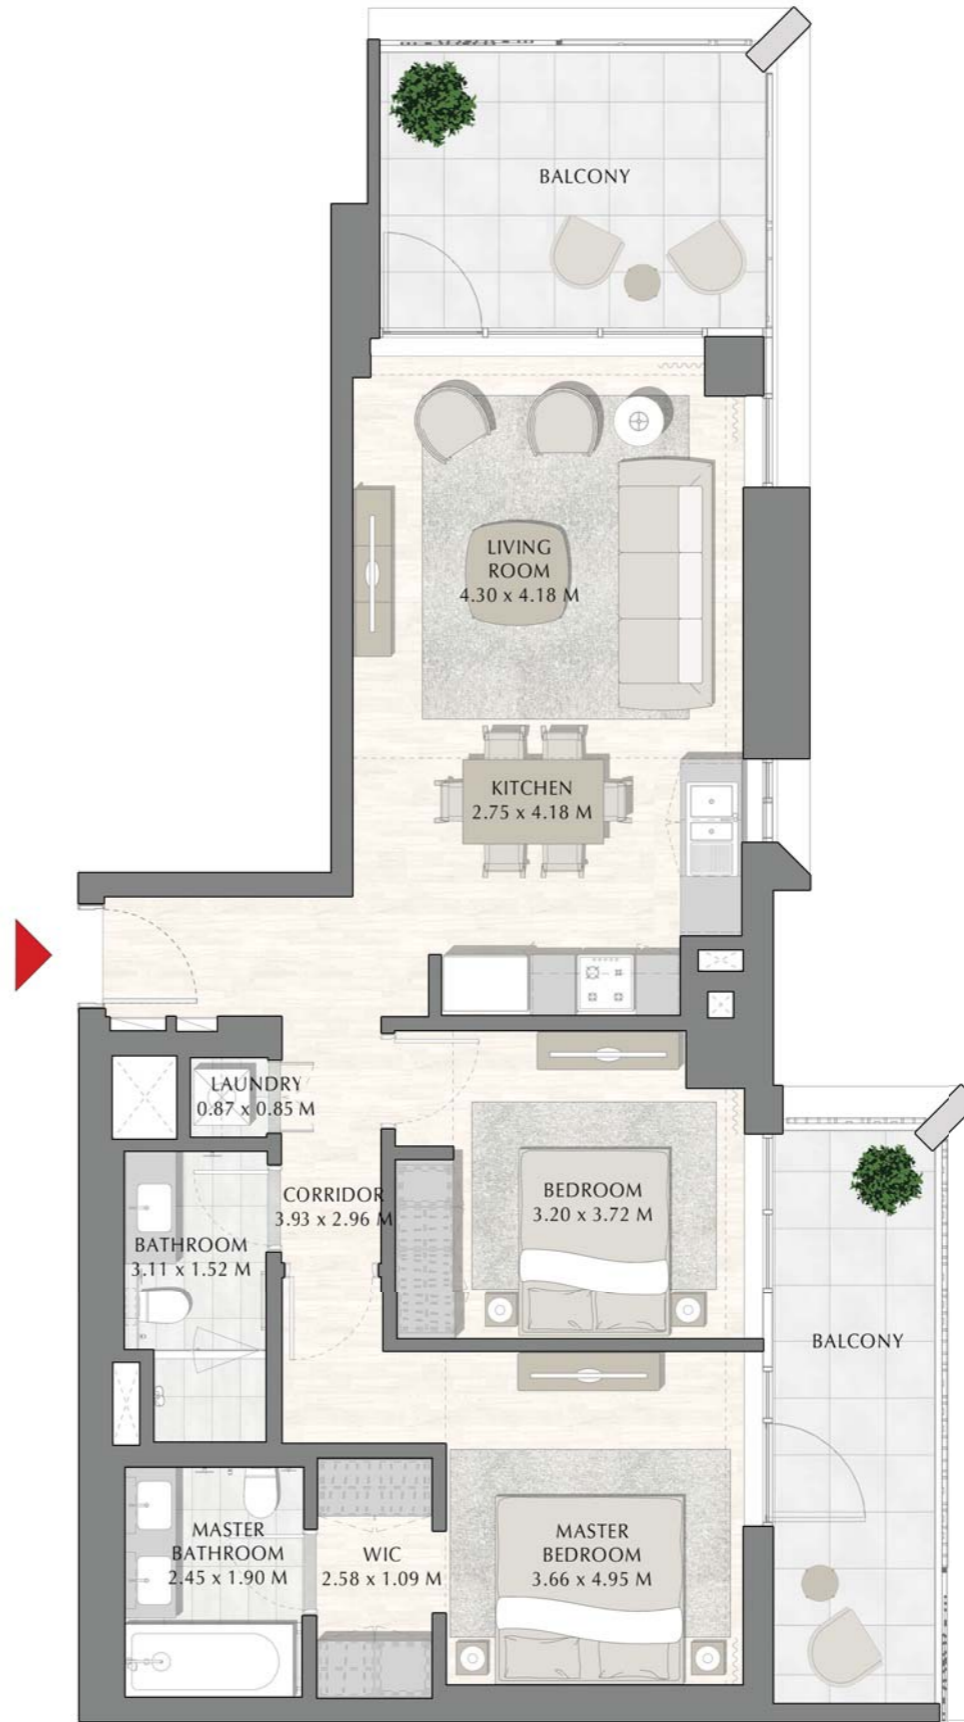 BALCONY
LIVING
ROOM
4.30 x 4.18 M
KITCHEN
2.75 x 4.18 M
LAUNDRY
0.87 x 0.85 M
CORRIDOR
3.93 x 2.96 M
BEDROOM
3.20 x 3.72 M
BATHROOM
3.11 x 1.52 M
BALCONY
MASTER
BATHROOM
2.45 x 1.90 M
WIC
2.58 x 1.09 M
MASTER
BEDROOM
3.66 x 4.95 M